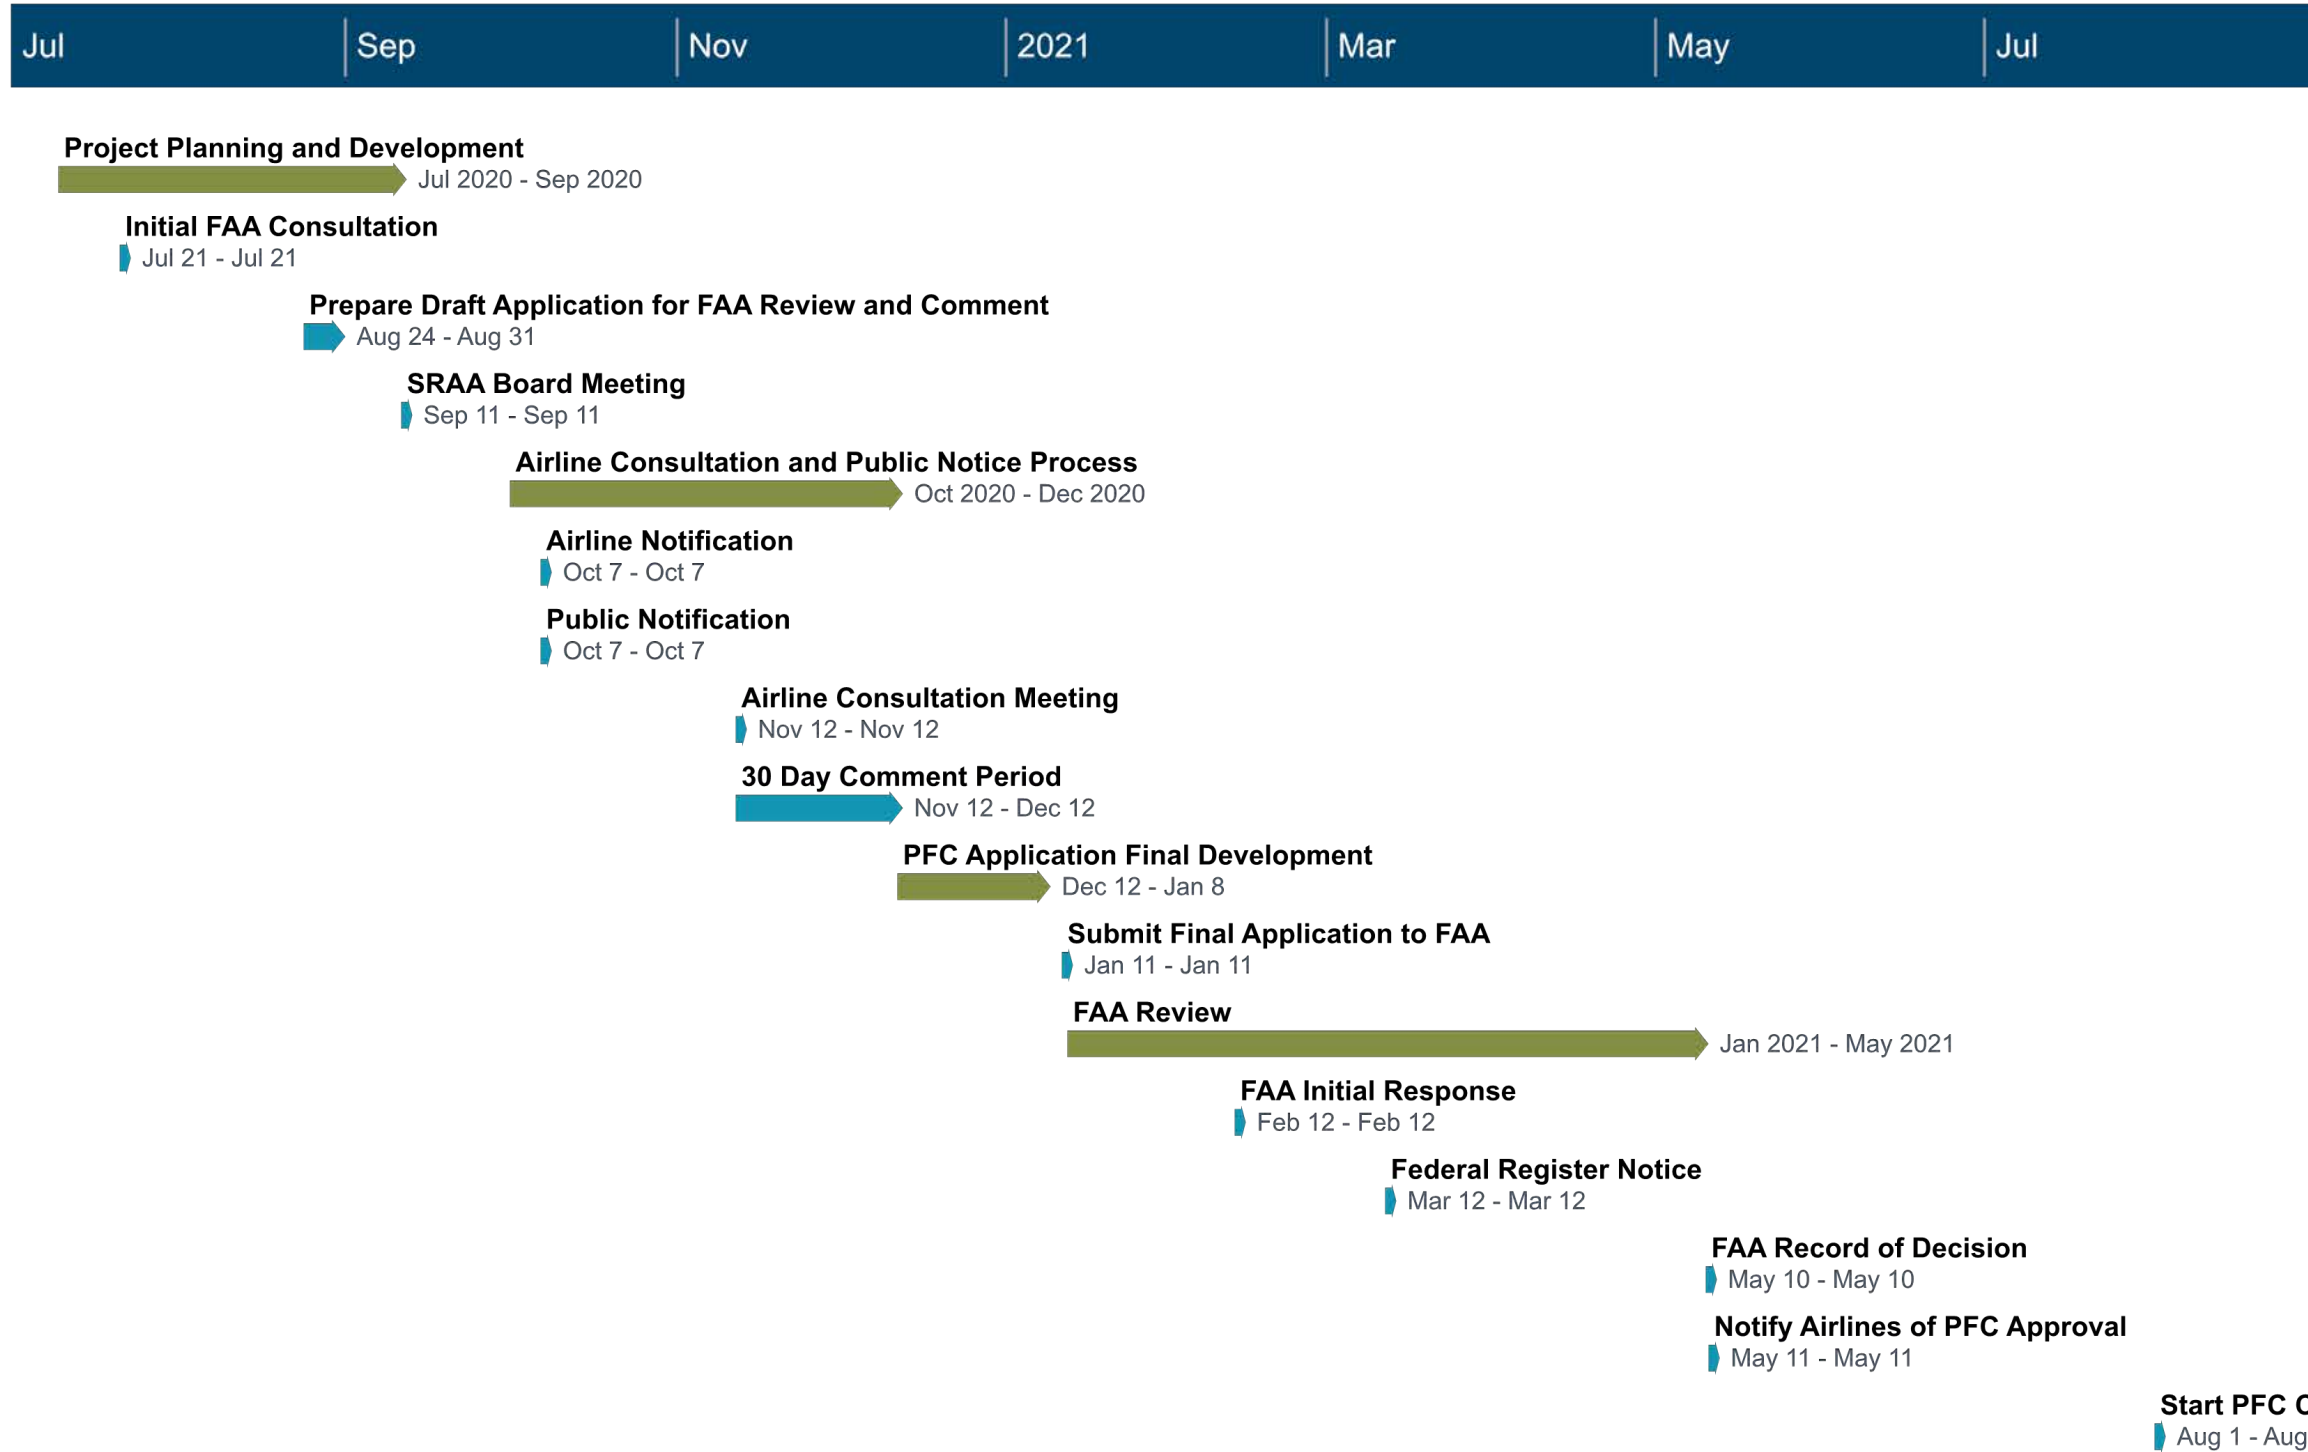 Jul Sep Nov 2021 Mar May Jul
Project Planning and Development
Jul 2020 - Sep 2020
Initial FAA Consultation
Jul 21 - Jul 21
Prepare Draft Application for FAA Review and Comment
Aug 24 - Aug 31
SRAA Board Meeting
Sep 11 - Sep 11
Airline Consultation and Public Notice Process
Oct 2020 - Dec 2020
Airline Notification
Oct 7 - Oct 7
Public Notification
Oct 7 - Oct 7
Airline Consultation Meeting
Nov 12 - Nov 12
30 Day Comment Period
Nov 12 - Dec 12
PFC Application Final Development
Dec 12 - Jan 8
Submit Final Application to FAA
Jan 11 - Jan 11
FAA Review
Jan 2021 - May 2021
FAA Initial Response
Feb 12 - Feb 12
Federal Register Notice
Mar 12 - Mar 12
FAA Record of Decision
May 10 - May 10
Notify Airlines of PFC Approval
May 11 - May 11
Start PFC
Aug 1 - Aug